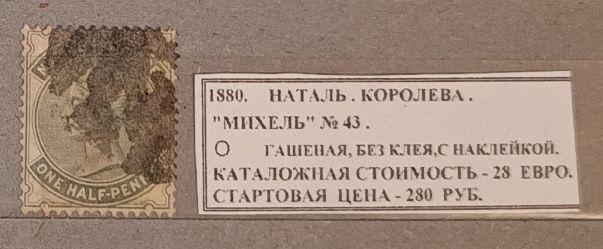 1880. НАТАЛЬ. КОРОЛЕВА.
"МИХЕЛЬ" № 43.
О ГАШЕНАЯ, БЕЗ КЛЕЯ,С НАКЛЕЙКОЙ.
КАТАЛОЖНАЯ СТОИМОСТЬ - 28 ЕВРО.
СТАРТОВАЯ ЦЕНА - 280 РУБ.
ONE HALF-PEN